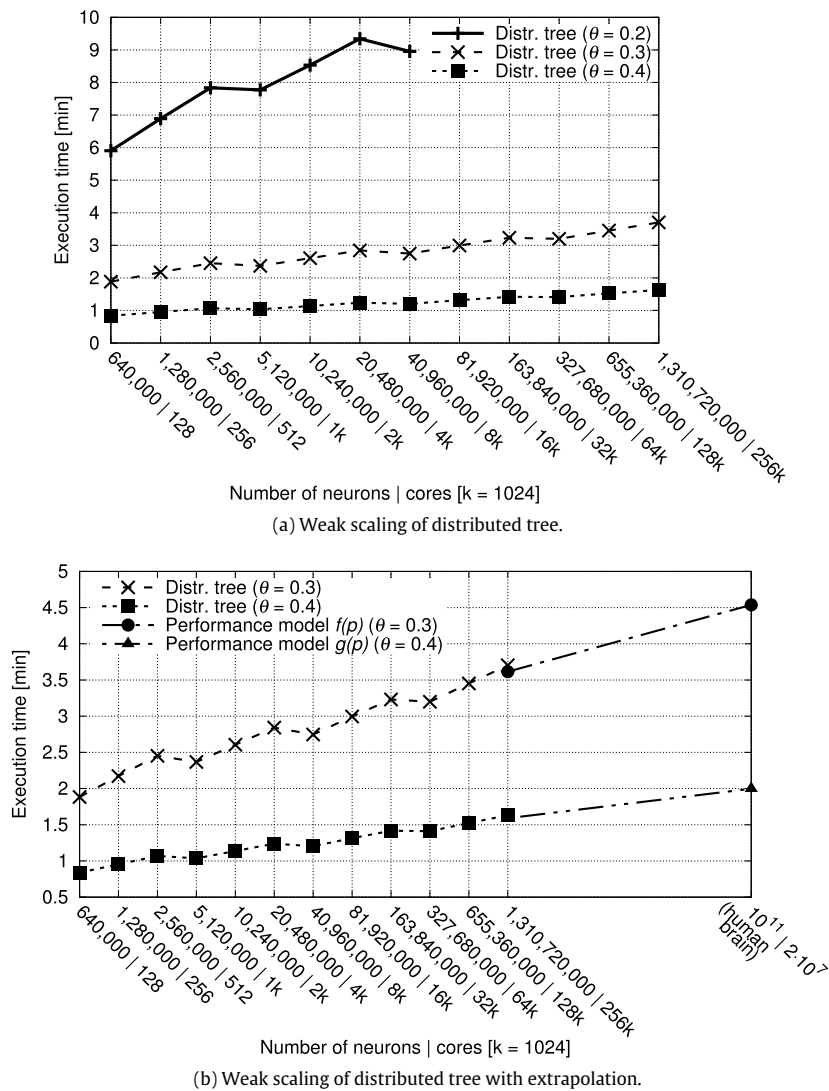 10
9
8
7
6
5
4
3
2
1
0
Execution time [min]
Distr. tree (θ = 0.2)
Distr. tree (θ = 0.3)
Distr. tree (θ = 0.4)
640,000 | 128
1,280,000 | 256
2,560,000 | 512
5,120,000 | 1k
10,240,000 | 2k
20,480,000 | 4k
40,960,000 | 8k
81,920,000 | 16k
163,840,000 | 32k
327,680,000 | 64k
655,360,000 | 128k
1,310,720,000 | 256k
Number of neurons | cores [k = 1024]
(a) Weak scaling of distributed tree.
5
4.5
4
3.5
3
2.5
2
1.5
1
0.5
Execution time [min]
Distr. tree (θ = 0.3)
Distr. tree (θ = 0.4)
Performance model f(p) (θ = 0.3)
Performance model g(p) (θ = 0.4)
640,000 | 128
1,280,000 | 256
2,560,000 | 512
5,120,000 | 1k
10,240,000 | 2k
20,480,000 | 4k
40,960,000 | 8k
81,920,000 | 16k
163,840,000 | 32k
327,680,000 | 64k
655,360,000 | 128k
1,310,720,000 | 256k
10¹¹ | 2·10⁷
(human
brain)
Number of neurons | cores [k = 1024]
(b) Weak scaling of distributed tree with extrapolation.